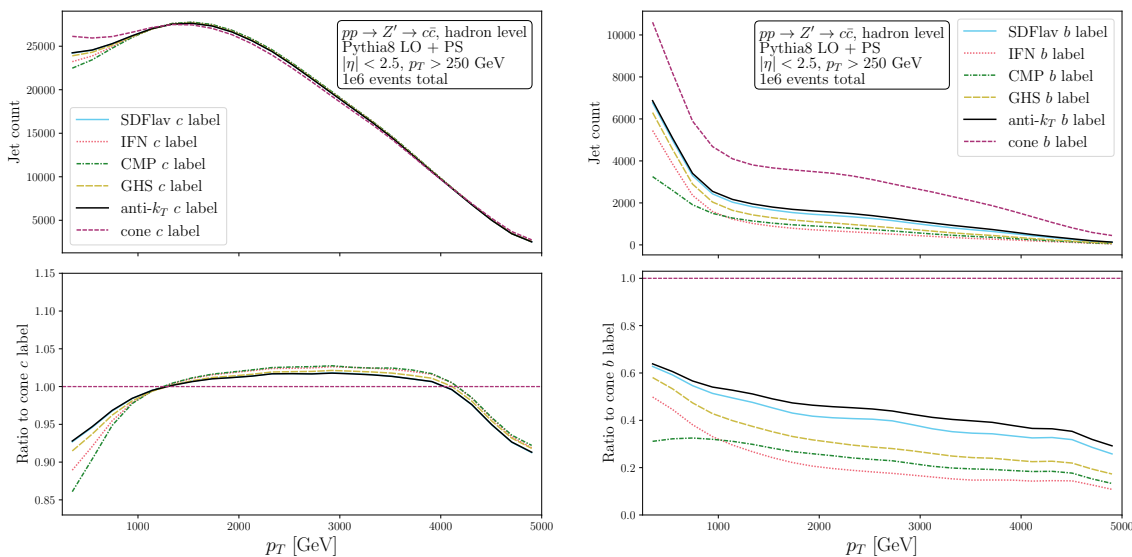 25000
20000
15000
10000
5000
Jet count
pp → Z′ → cc̄, hadron level
Pythia8 LO + PS
|η| < 2.5, p_T > 250 GeV
1e6 events total
SDFlav c label
IFN c label
CMP c label
GHS c label
anti-k_T c label
cone c label
1.15
1.10
1.05
1.00
0.95
0.90
0.85
Ratio to cone c label
1000 2000 3000 4000 5000
p_T [GeV]
10000
8000
6000
4000
2000
0
Jet count
pp → Z′ → cc̄, hadron level
Pythia8 LO + PS
|η| < 2.5, p_T > 250 GeV
1e6 events total
SDFlav b label
IFN b label
CMP b label
GHS b label
anti-k_T b label
cone b label
1.0
0.8
0.6
0.4
0.2
0.0
Ratio to cone b label
1000 2000 3000 4000 5000
p_T [GeV]